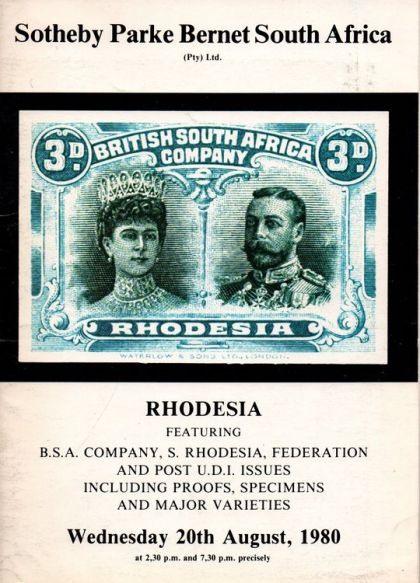 Sotheby Parke Bernet South Africa
(Pty) Ltd.
3D. BRITISH SOUTH AFRICA 3D.
COMPANY
RHODESIA
WATERLOW & SONS LTD, LONDON.
RHODESIA
FEATURING
B.S.A. COMPANY, S. RHODESIA, FEDERATION
AND POST U.D.I. ISSUES
INCLUDING PROOFS, SPECIMENS
AND MAJOR VARIETIES
Wednesday 20th August, 1980
at 2,30 p.m. and 7,30 p.m. precisely